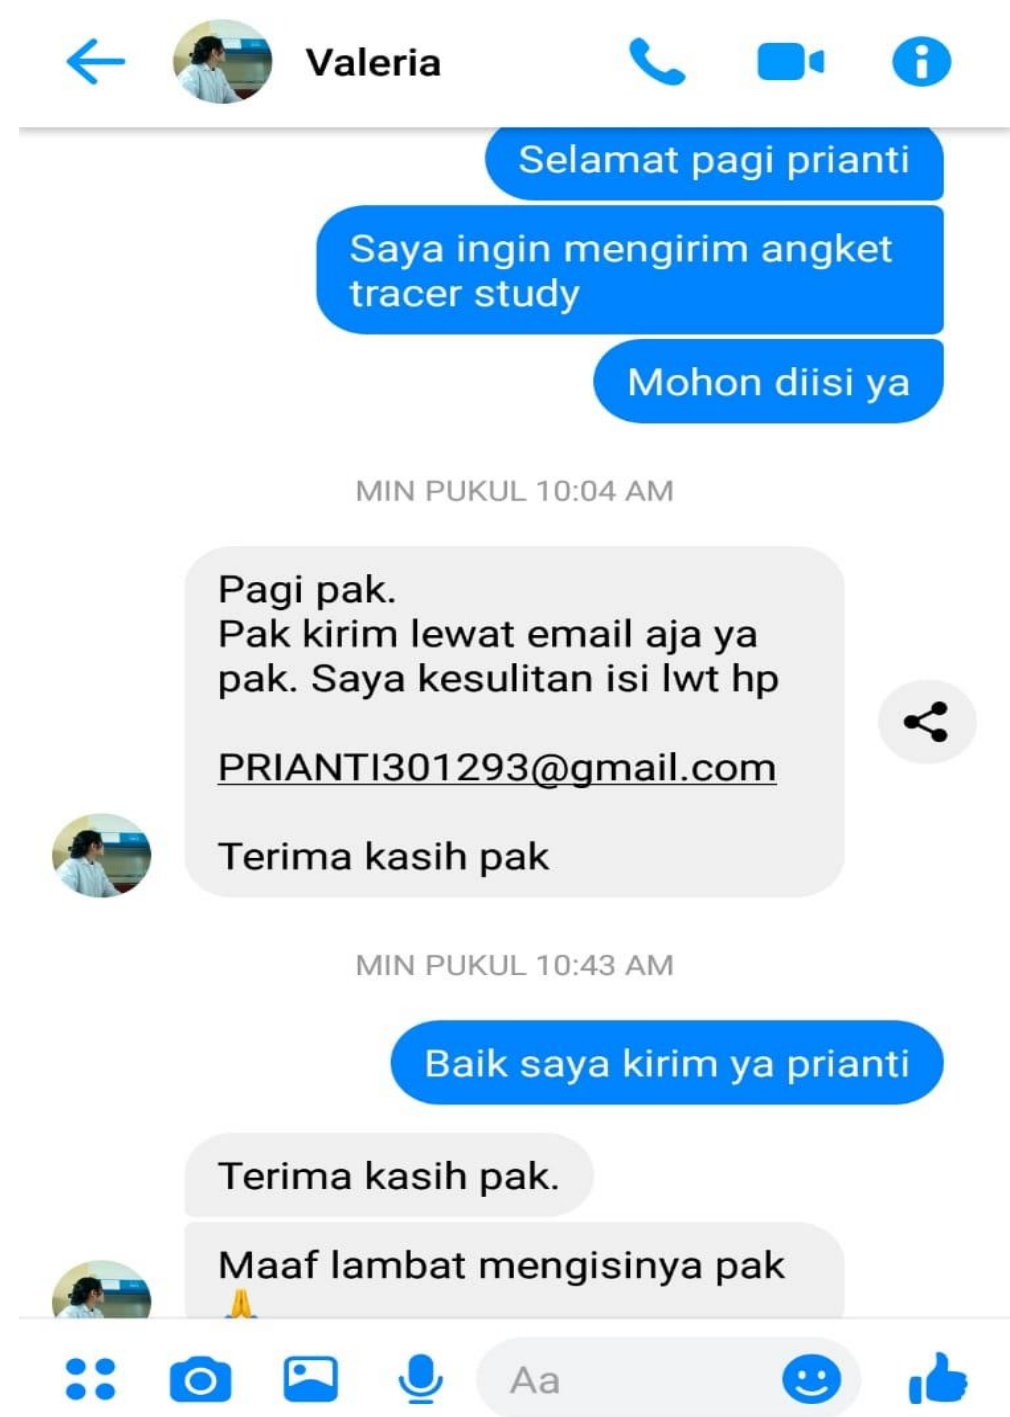 Valeria
Selamat pagi prianti
Saya ingin mengirim angket
tracer study
Mohon diisi ya
MIN PUKUL 10:04 AM
Pagi pak.
Pak kirim lewat email aja ya
pak. Saya kesulitan isi lwt hp
PRIANTI301293@gmail.com
Terima kasih pak
MIN PUKUL 10:43 AM
Baik saya kirim ya prianti
Terima kasih pak.
Maaf lambat mengisinya pak
🙏
Aa